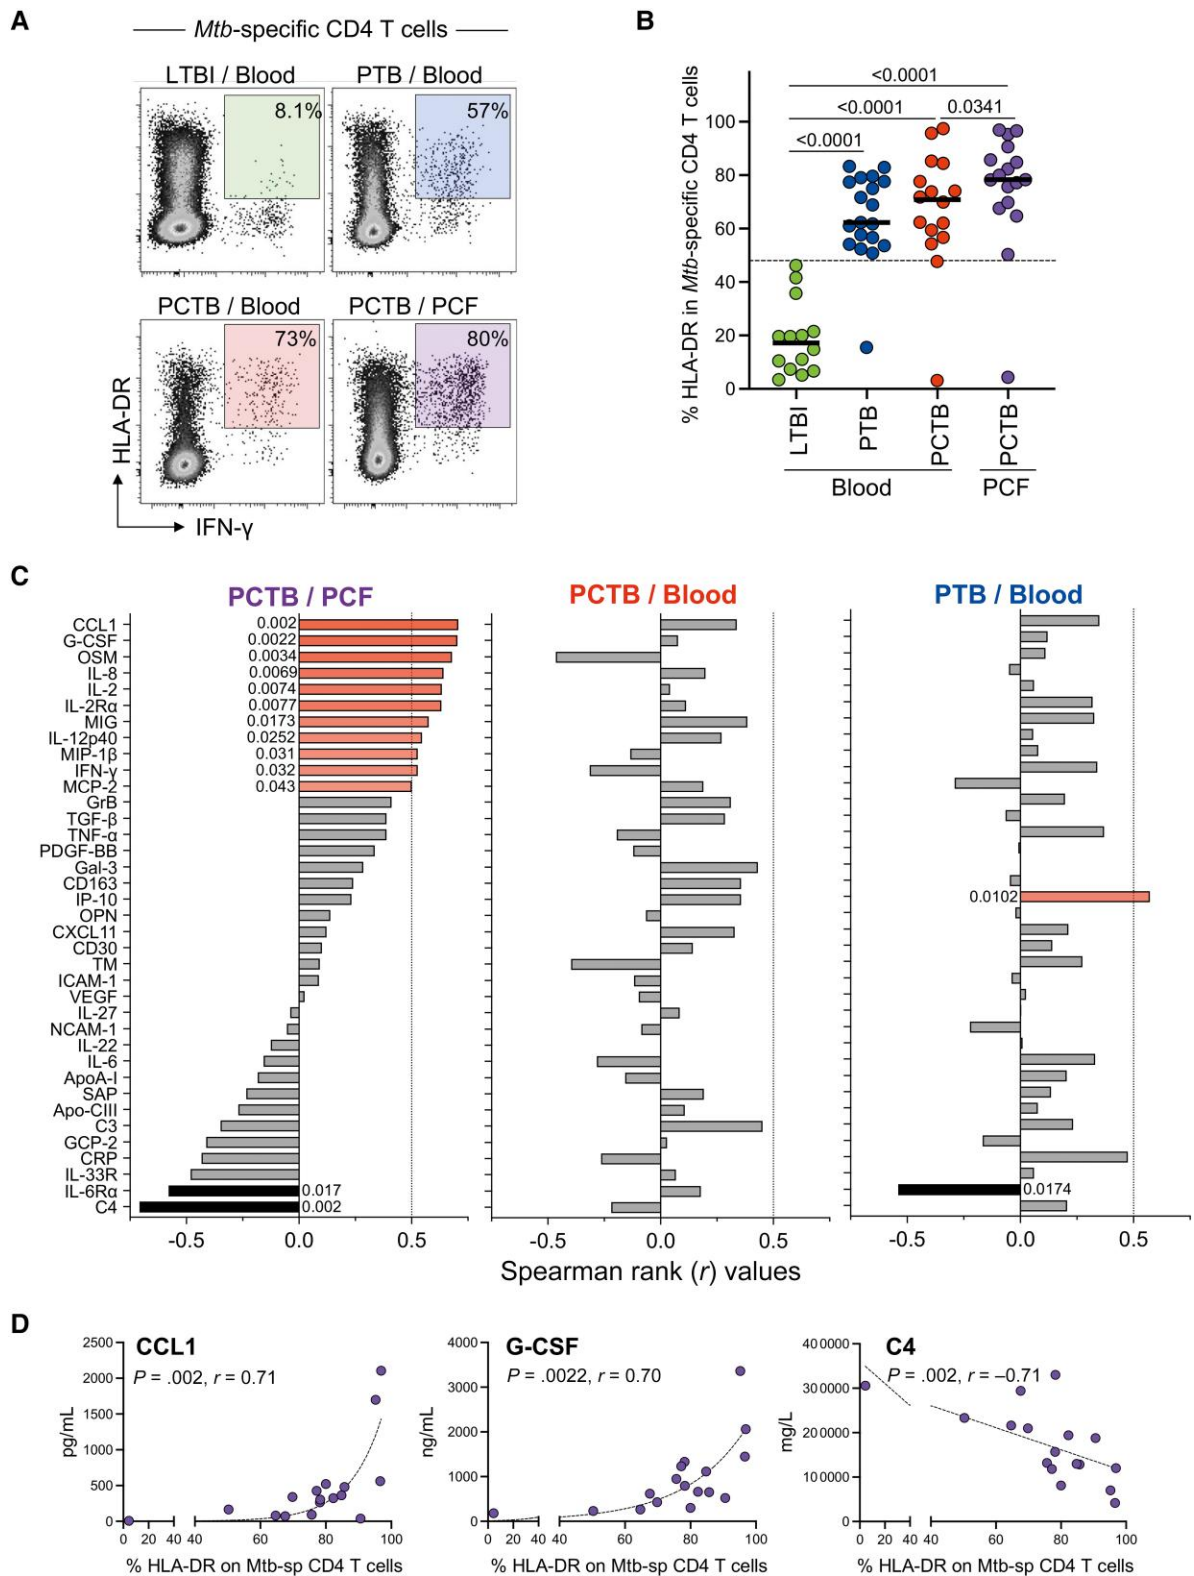 A
Mtb-specific CD4 T cells
LTBI / Blood
PTB / Blood
8.1%
57%
PCTB / Blood
PCTB / PCF
73%
80%
HLA-DR
IFN-γ
B
% HLA-DR in Mtb-specific CD4 T cells
<0.0001
<0.0001
0.0341
<0.0001
100
80
60
40
20
0
LTBI
PTB
PCTB
PCTB
Blood
PCF
C
PCTB / PCF
PCTB / Blood
PTB / Blood
CCL1 0.002
G-CSF 0.0022
OSM 0.0034
IL-8 0.0069
IL-2 0.0074
IL-2Rα 0.0077
MIG 0.0173
IL-12p40 0.0252
MIP-1β 0.031
IFN-γ 0.032
MCP-2 0.043
GrB
TGF-β
TNF-α
PDGF-BB
Gal-3
CD163
IP-10 0.0102
OPN
CXCL11
CD30
TM
ICAM-1
VEGF
IL-27
NCAM-1
IL-22
IL-6
ApoA-I
SAP
Apo-CIII
C3
GCP-2
CRP
IL-33R
IL-6Rα 0.017 0.0174
C4 0.002
-0.5 0.0 0.5 -0.5 0.0 0.5 -0.5 0.0 0.5
Spearman rank (r) values
D
CCL1
P = .002, r = 0.71
pg/mL
2500
2000
1500
1000
500
0
0 20 40 40 60 80 100
% HLA-DR on Mtb-sp CD4 T cells
G-CSF
P = .0022, r = 0.70
ng/mL
4000
3000
2000
1000
0
0 20 40 40 60 80 100
% HLA-DR on Mtb-sp CD4 T cells
C4
P = .002, r = –0.71
mg/L
400000
300000
200000
100000
0
0 20 40 40 60 80 100
% HLA-DR on Mtb-sp CD4 T cells